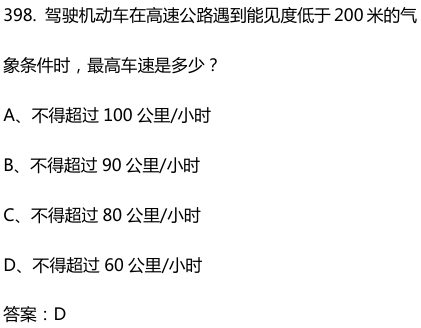 398. 驾驶机动车在高速公路遇到能见度低于 200 米的气
象条件时，最高车速是多少？
A、不得超过 100 公里/小时
B、不得超过 90 公里/小时
C、不得超过 80 公里/小时
D、不得超过 60 公里/小时
答案：D